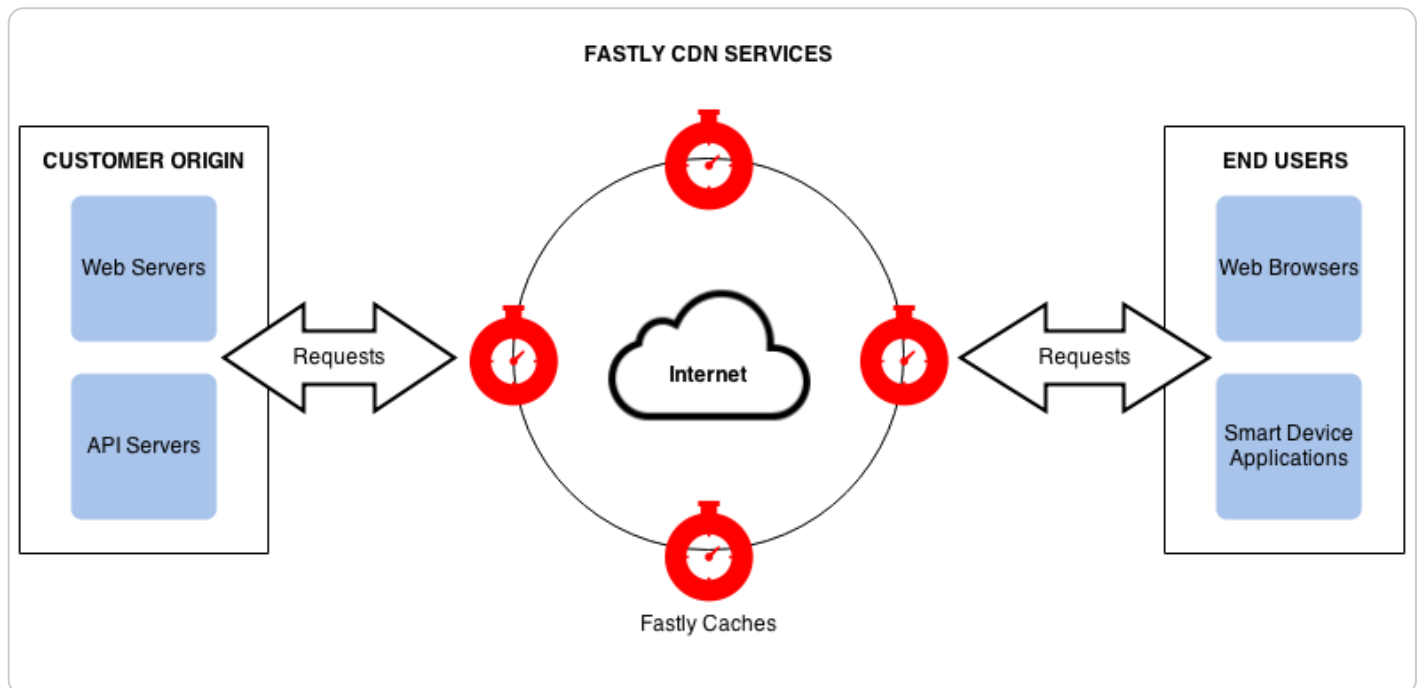 FASTLY CDN SERVICES
CUSTOMER ORIGIN
Web Servers
API Servers
Requests
Internet
Fastly Caches
Requests
END USERS
Web Browsers
Smart Device
Applications